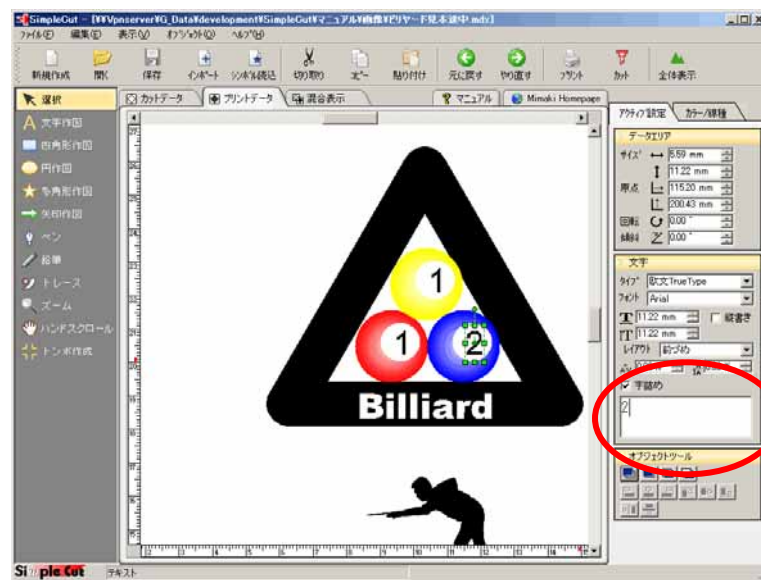 SimpleCut - [¥¥Vpnserver¥G_Data¥development¥SimpleCut¥マニュアル¥画像¥ビリヤード見本途中.mdx]
ファイル(F) 編集(E) 表示(V) オブジェクト(O) ヘルプ(H)
新規作成 開く 保存 インポート シンボル読込 切り取り コピー 貼り付け 元に戻す やり直す プリント カット 全体表示
選択
文字作図
四角形作図
円作図
多角形作図
矢印作図
ペン
鉛筆
トレース
ズーム
ハンドスクロール
トンボ作成
カットデータ プリントデータ 混合表示 マニュアル Mimaki Homepage
1
1 2
Billiard
アクティブ設定 カラー/線種
データエリア
サイズ 5.59 mm
11.22 mm
原点 115.20 mm
200.43 mm
回転 0.00 °
傾斜 0.00 °
文字
タイプ 欧文TrueType
フォント Arial
11.22 mm 縦書き
11.22 mm
レイアウト 前づめ
字詰め
2
オブジェクトツール
Simple Cut テキスト